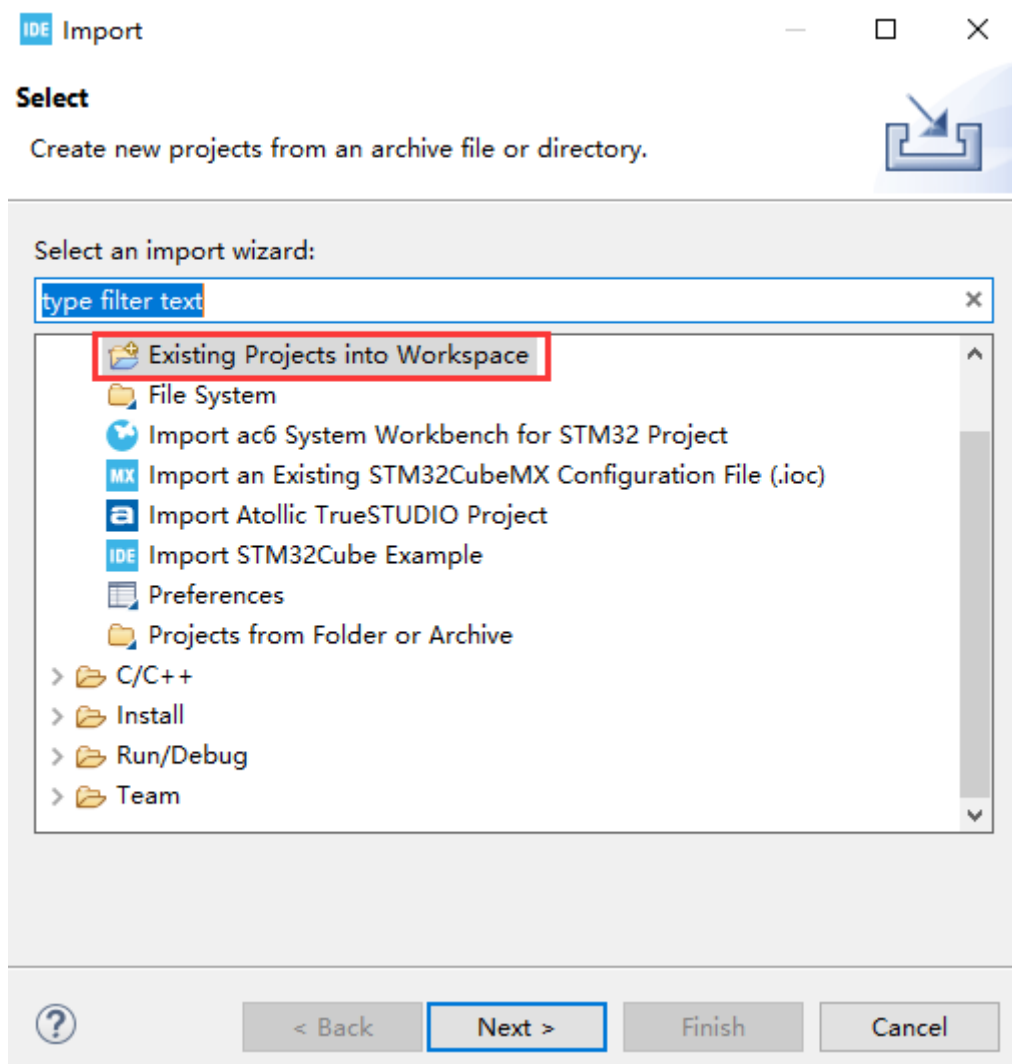 IDE Import
Select
Create new projects from an archive file or directory.
Select an import wizard:
type filter text
Existing Projects into Workspace
File System
Import ac6 System Workbench for STM32 Project
MX Import an Existing STM32CubeMX Configuration File (.ioc)
a Import Atollic TrueSTUDIO Project
IDE Import STM32Cube Example
Preferences
Projects from Folder or Archive
> C/C++
> Install
> Run/Debug
> Team
? < Back Next > Finish Cancel